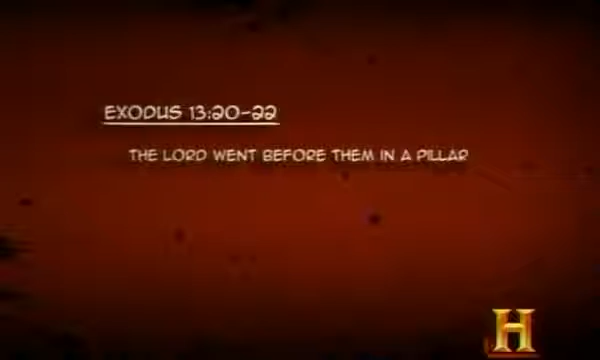 EXODUS 13:20-22
THE LORD WENT BEFORE THEM IN A PILLAR
H